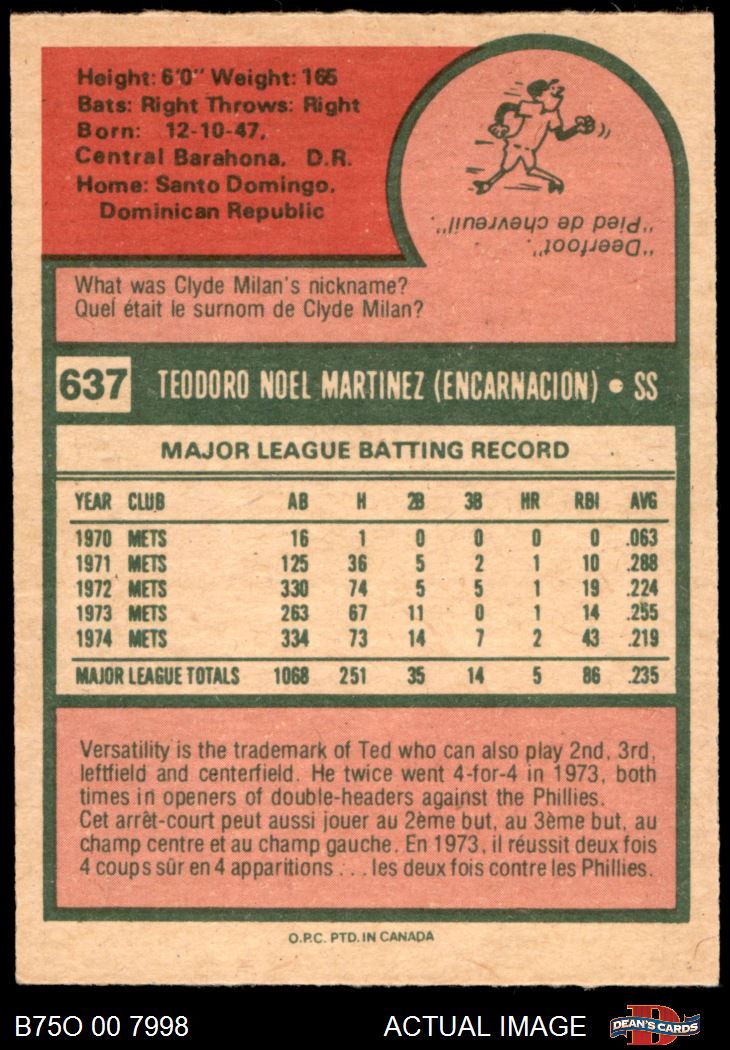 Height: 6'0" Weight: 165
Bats: Right Throws: Right
Born: 12-10-47,
Central Barahona, D.R.
Home: Santo Domingo,
Dominican Republic
"Deerfoot".
"Pied de chevreuil".
What was Clyde Milan's nickname?
Quel était le surnom de Clyde Milan?
637 TEODORO NOEL MARTINEZ (ENCARNACION) • SS
MAJOR LEAGUE BATTING RECORD
YEAR CLUB AB H 2B 3B HR RBI AVG
1970 METS 16 1 0 0 0 0 .063
1971 METS 125 36 5 2 1 10 .288
1972 METS 330 74 5 5 1 19 .224
1973 METS 263 67 11 0 1 14 .255
1974 METS 334 73 14 7 2 43 .219
MAJOR LEAGUE TOTALS 1068 251 35 14 5 86 .235
Versatility is the trademark of Ted who can also play 2nd, 3rd,
leftfield and centerfield. He twice went 4-for-4 in 1973, both
times in openers of double-headers against the Phillies.
Cet arrêt-court peut aussi jouer au 2ème but, au 3ème but, au
champ centre et au champ gauche. En 1973, il réussit deux fois
4 coups sûr en 4 apparitions . . . les deux fois contre les Phillies.
O.P.C. PTD. IN CANADA
B75O 00 7998 ACTUAL IMAGE D DEAN'S CARDS